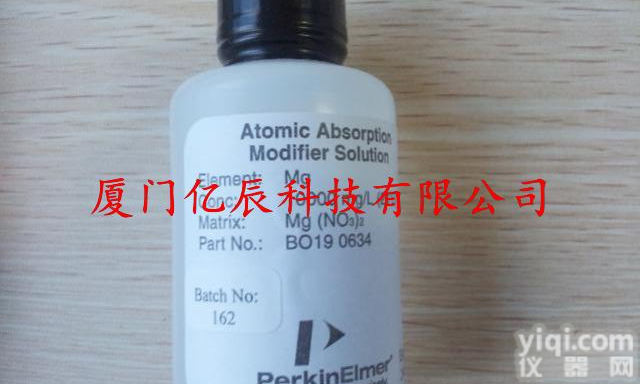 Atomic Absorption
Modifier Solution
Element: Mg
厦门亿辰科技有限公司
Conc:
Matrix: Mg (NO₃)₂
Part No.: BO19 0634
Batch No:
162
PerkinElmer
yiqi.com
仪器网